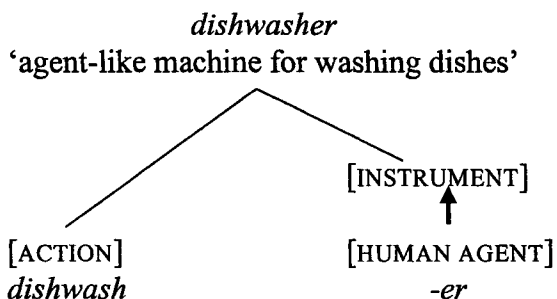 dishwasher
‘agent-like machine for washing dishes’
[INSTRUMENT]
[ACTION] [HUMAN AGENT]
dishwash -er